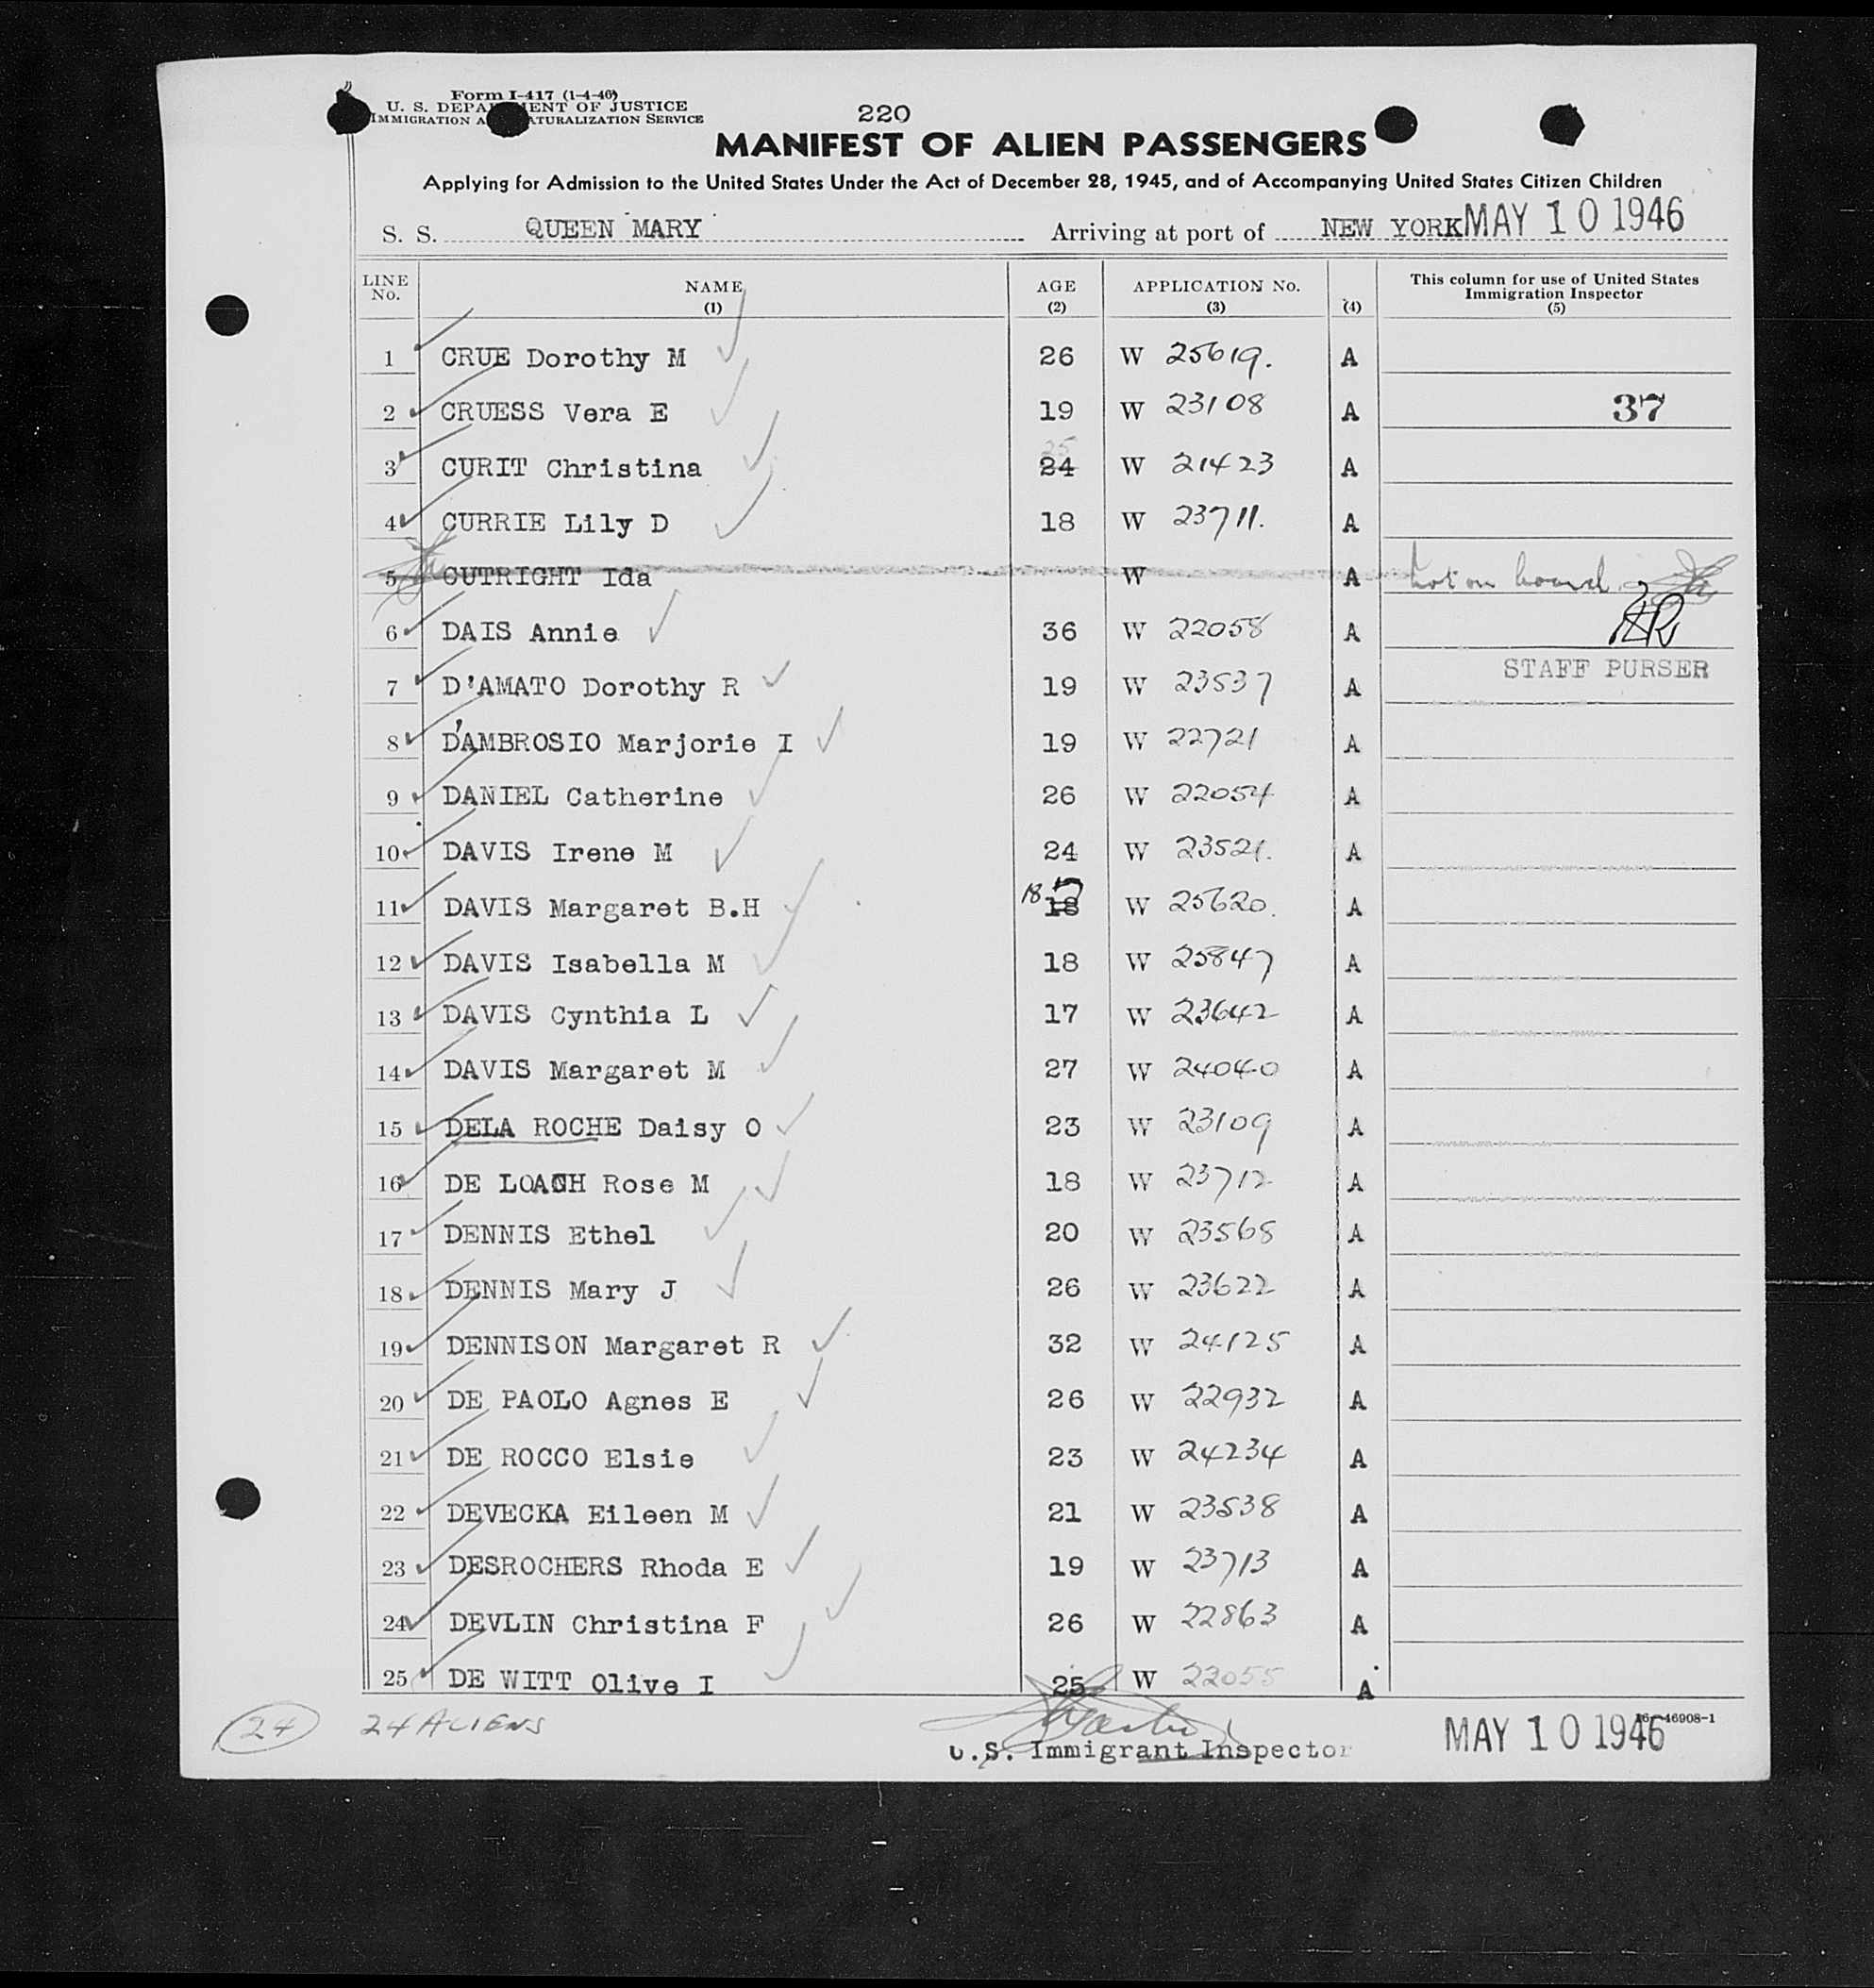 Form I-417 (1-4-46)
U. S. DEPARTMENT OF JUSTICE
IMMIGRATION AND NATURALIZATION SERVICE
220
MANIFEST OF ALIEN PASSENGERS
Applying for Admission to the United States Under the Act of December 28, 1945, and of Accompanying United States Citizen Children
S. S. QUEEN MARY Arriving at port of NEW YORK MAY 10 1946
LINE No. NAME (1) AGE (2) APPLICATION No. (3) (4) This column for use of United States Immigration Inspector (5)
1 CRUE Dorothy M 26 W 25619. A
2 CRUESS Vera E 19 W 23108 A 37
3 CURIT Christina 25 24 W 21423 A
4 CURRIE Lily D 18 W 23711. A
5 CUTRIGHT Ida W A Not on board.
6 DAIS Annie 36 W 22058 A
7 D'AMATO Dorothy R 19 W 23537 A STAFF PURSER
8 D'AMBROSIO Marjorie I 19 W 22721 A
9 DANIEL Catherine 26 W 22054 A
10 DAVIS Irene M 24 W 23521. A
11 DAVIS Margaret B.H 18 18 W 25620. A
12 DAVIS Isabella M 18 W 25847 A
13 DAVIS Cynthia L 17 W 23642 A
14 DAVIS Margaret M 27 W 24040 A
15 DELA ROCHE Daisy O 23 W 23109 A
16 DE LOACH Rose M 18 W 23712 A
17 DENNIS Ethel 20 W 23568 A
18 DENNIS Mary J 26 W 23622 A
19 DENNISON Margaret R 32 W 24125 A
20 DE PAOLO Agnes E 26 W 22932 A
21 DE ROCCO Elsie 23 W 24234 A
22 DEVECKA Eileen M 21 W 23538 A
23 DESROCHERS Rhoda E 19 W 23713 A
24 DEVLIN Christina F 26 W 22863 A
25 DE WITT Olive I 25 W 22055 A
24 24 ALIENS
U.S. Immigrant Inspector
16-46908-1
MAY 10 1946